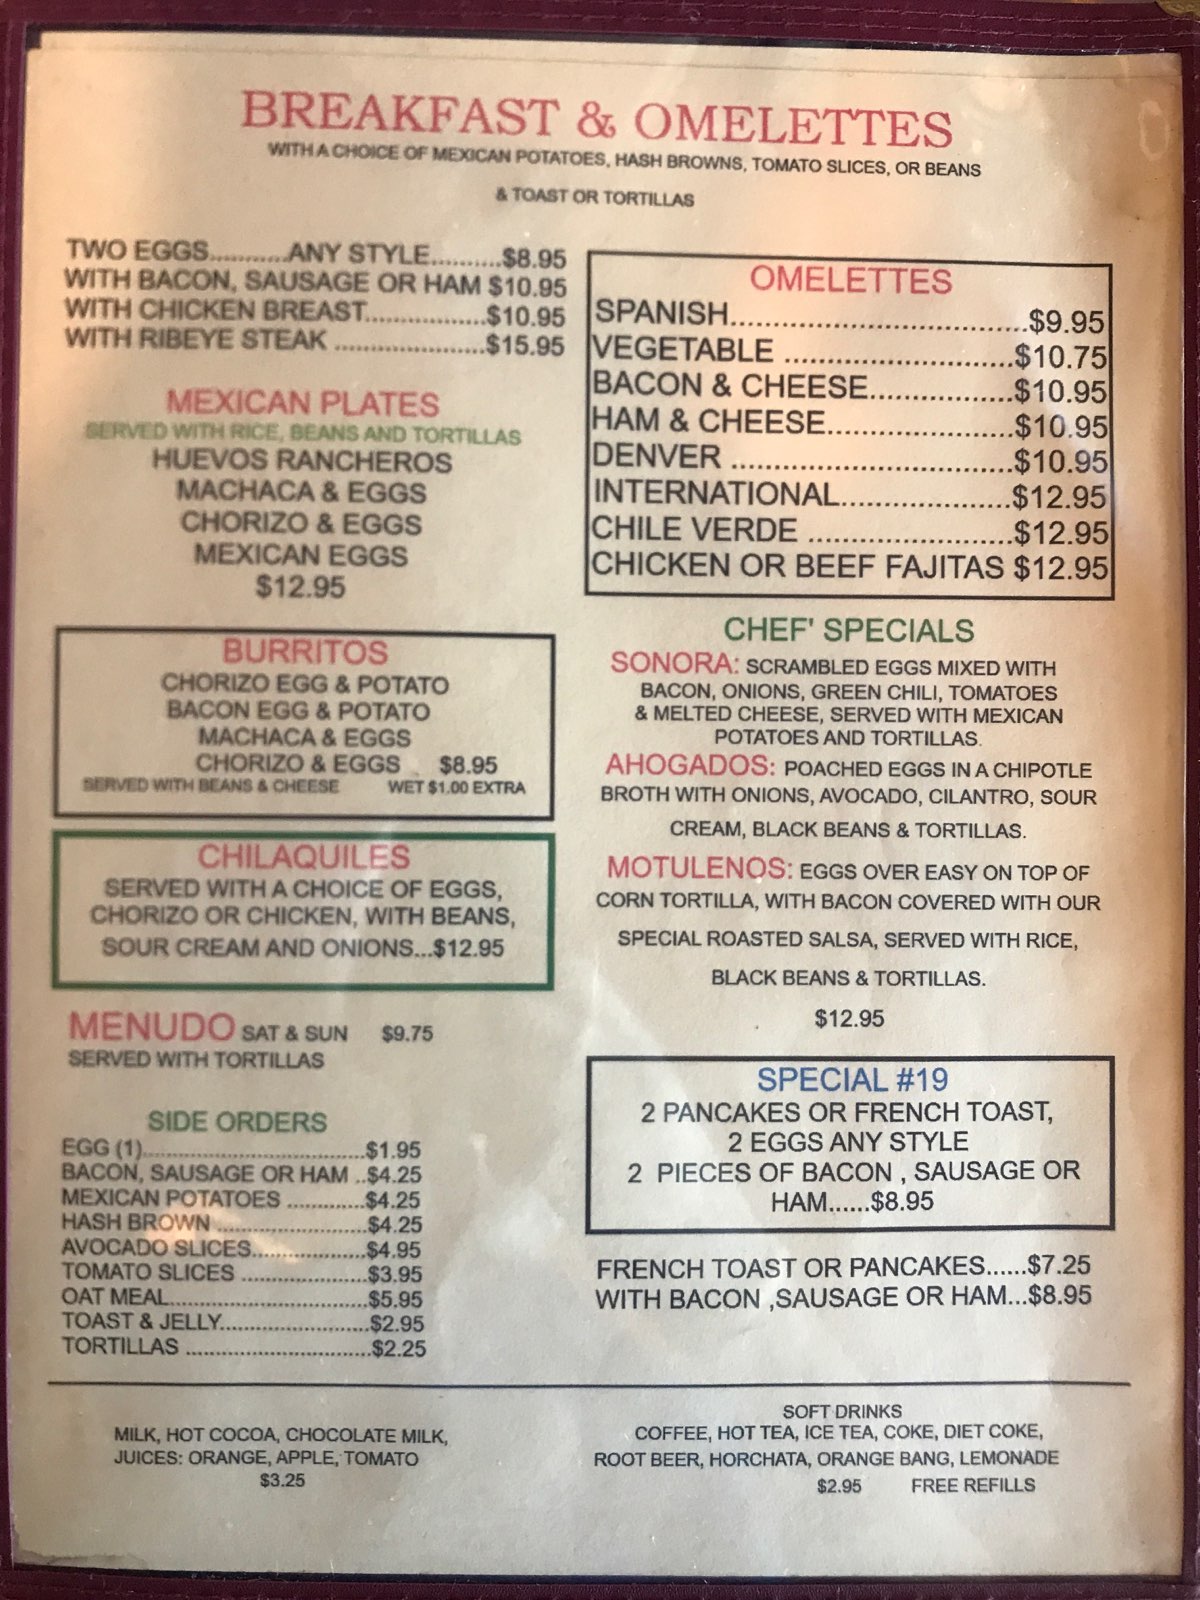 BREAKFAST & OMELETTES
WITH A CHOICE OF MEXICAN POTATOES, HASH BROWNS, TOMATO SLICES, OR BEANS
& TOAST OR TORTILLAS
TWO EGGS...........ANY STYLE..........$8.95
WITH BACON, SAUSAGE OR HAM $10.95
WITH CHICKEN BREAST.................$10.95
WITH RIBEYE STEAK .....................$15.95
MEXICAN PLATES
SERVED WITH RICE, BEANS AND TORTILLAS
HUEVOS RANCHEROS
MACHACA & EGGS
CHORIZO & EGGS
MEXICAN EGGS
$12.95
BURRITOS
CHORIZO EGG & POTATO
BACON EGG & POTATO
MACHACA & EGGS
CHORIZO & EGGS $8.95
SERVED WITH BEANS & CHEESE WET $1.00 EXTRA
CHILAQUILES
SERVED WITH A CHOICE OF EGGS,
CHORIZO OR CHICKEN, WITH BEANS,
SOUR CREAM AND ONIONS...$12.95
MENUDO SAT & SUN $9.75
SERVED WITH TORTILLAS
SIDE ORDERS
EGG (1)...............................$1.95
BACON, SAUSAGE OR HAM ..$4.25
MEXICAN POTATOES ...........$4.25
HASH BROWN .....................$4.25
AVOCADO SLICES................$4.95
TOMATO SLICES ..................$3.95
OAT MEAL............................$5.95
TOAST & JELLY.....................$2.95
TORTILLAS ..........................$2.25
OMELETTES
SPANISH...................................$9.95
VEGETABLE ...........................$10.75
BACON & CHEESE.................$10.95
HAM & CHEESE......................$10.95
DENVER .................................$10.95
INTERNATIONAL....................$12.95
CHILE VERDE ........................$12.95
CHICKEN OR BEEF FAJITAS $12.95
CHEF' SPECIALS
SONORA: SCRAMBLED EGGS MIXED WITH
BACON, ONIONS, GREEN CHILI, TOMATOES
& MELTED CHEESE, SERVED WITH MEXICAN
POTATOES AND TORTILLAS.
AHOGADOS: POACHED EGGS IN A CHIPOTLE
BROTH WITH ONIONS, AVOCADO, CILANTRO, SOUR
CREAM, BLACK BEANS & TORTILLAS.
MOTULENOS: EGGS OVER EASY ON TOP OF
CORN TORTILLA, WITH BACON COVERED WITH OUR
SPECIAL ROASTED SALSA, SERVED WITH RICE,
BLACK BEANS & TORTILLAS.
$12.95
SPECIAL #19
2 PANCAKES OR FRENCH TOAST,
2 EGGS ANY STYLE
2 PIECES OF BACON , SAUSAGE OR
HAM......$8.95
FRENCH TOAST OR PANCAKES......$7.25
WITH BACON ,SAUSAGE OR HAM...$8.95
MILK, HOT COCOA, CHOCOLATE MILK,
JUICES: ORANGE, APPLE, TOMATO
$3.25
SOFT DRINKS
COFFEE, HOT TEA, ICE TEA, COKE, DIET COKE,
ROOT BEER, HORCHATA, ORANGE BANG, LEMONADE
$2.95 FREE REFILLS